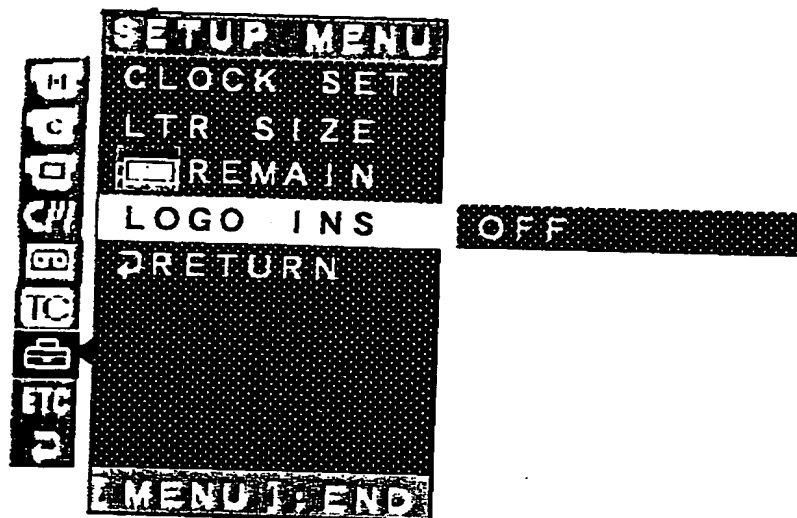 SETUP MENU
CLOCK SET
LTR SIZE
REMAIN
LOGO INS OFF
RETURN
C
TC
ETC
[MENU]:END